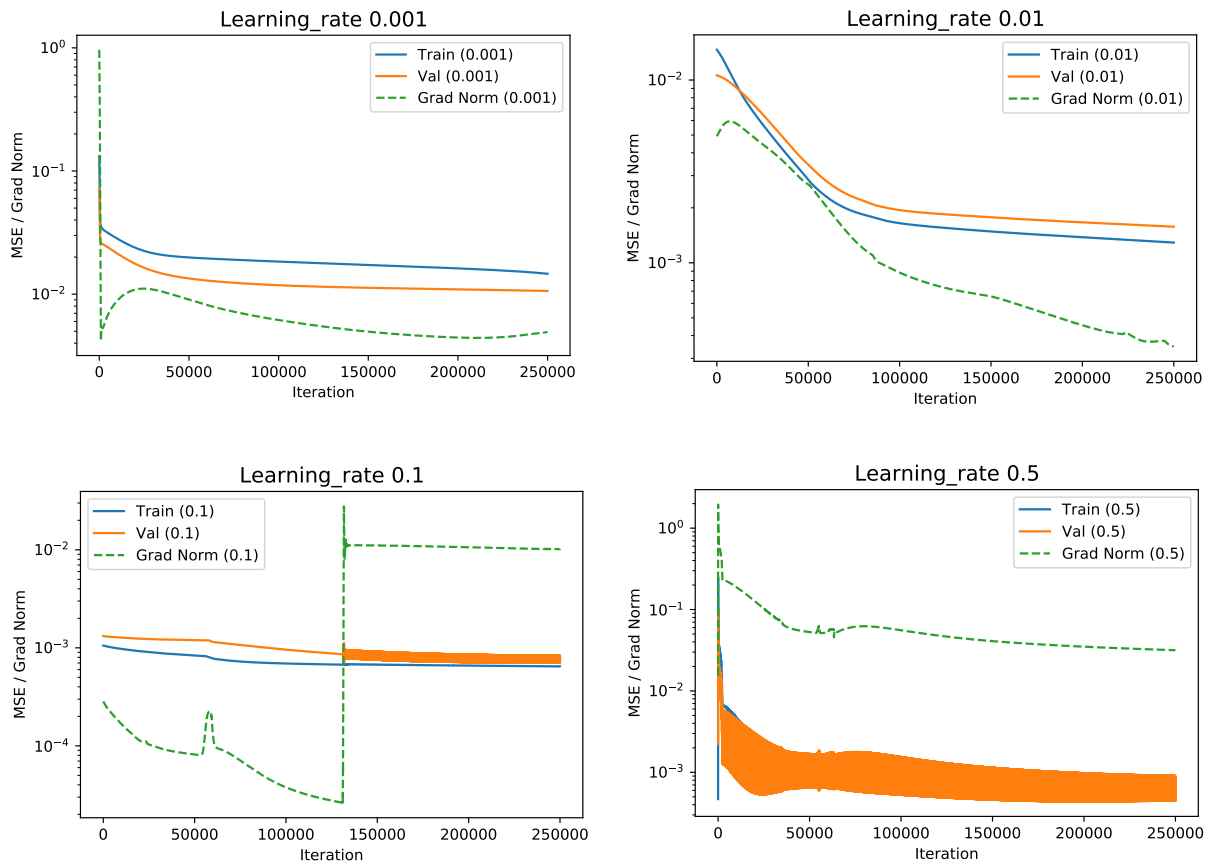 Learning_rate 0.001
10⁰
10⁻¹
10⁻²
MSE / Grad Norm
Train (0.001)
Val (0.001)
Grad Norm (0.001)
0 50000 100000 150000 200000 250000
Iteration
Learning_rate 0.01
10⁻²
10⁻³
MSE / Grad Norm
Train (0.01)
Val (0.01)
Grad Norm (0.01)
0 50000 100000 150000 200000 250000
Iteration
Learning_rate 0.1
10⁻²
10⁻³
10⁻⁴
MSE / Grad Norm
Train (0.1)
Val (0.1)
Grad Norm (0.1)
0 50000 100000 150000 200000 250000
Iteration
Learning_rate 0.5
10⁰
10⁻¹
10⁻²
10⁻³
MSE / Grad Norm
Train (0.5)
Val (0.5)
Grad Norm (0.5)
0 50000 100000 150000 200000 250000
Iteration